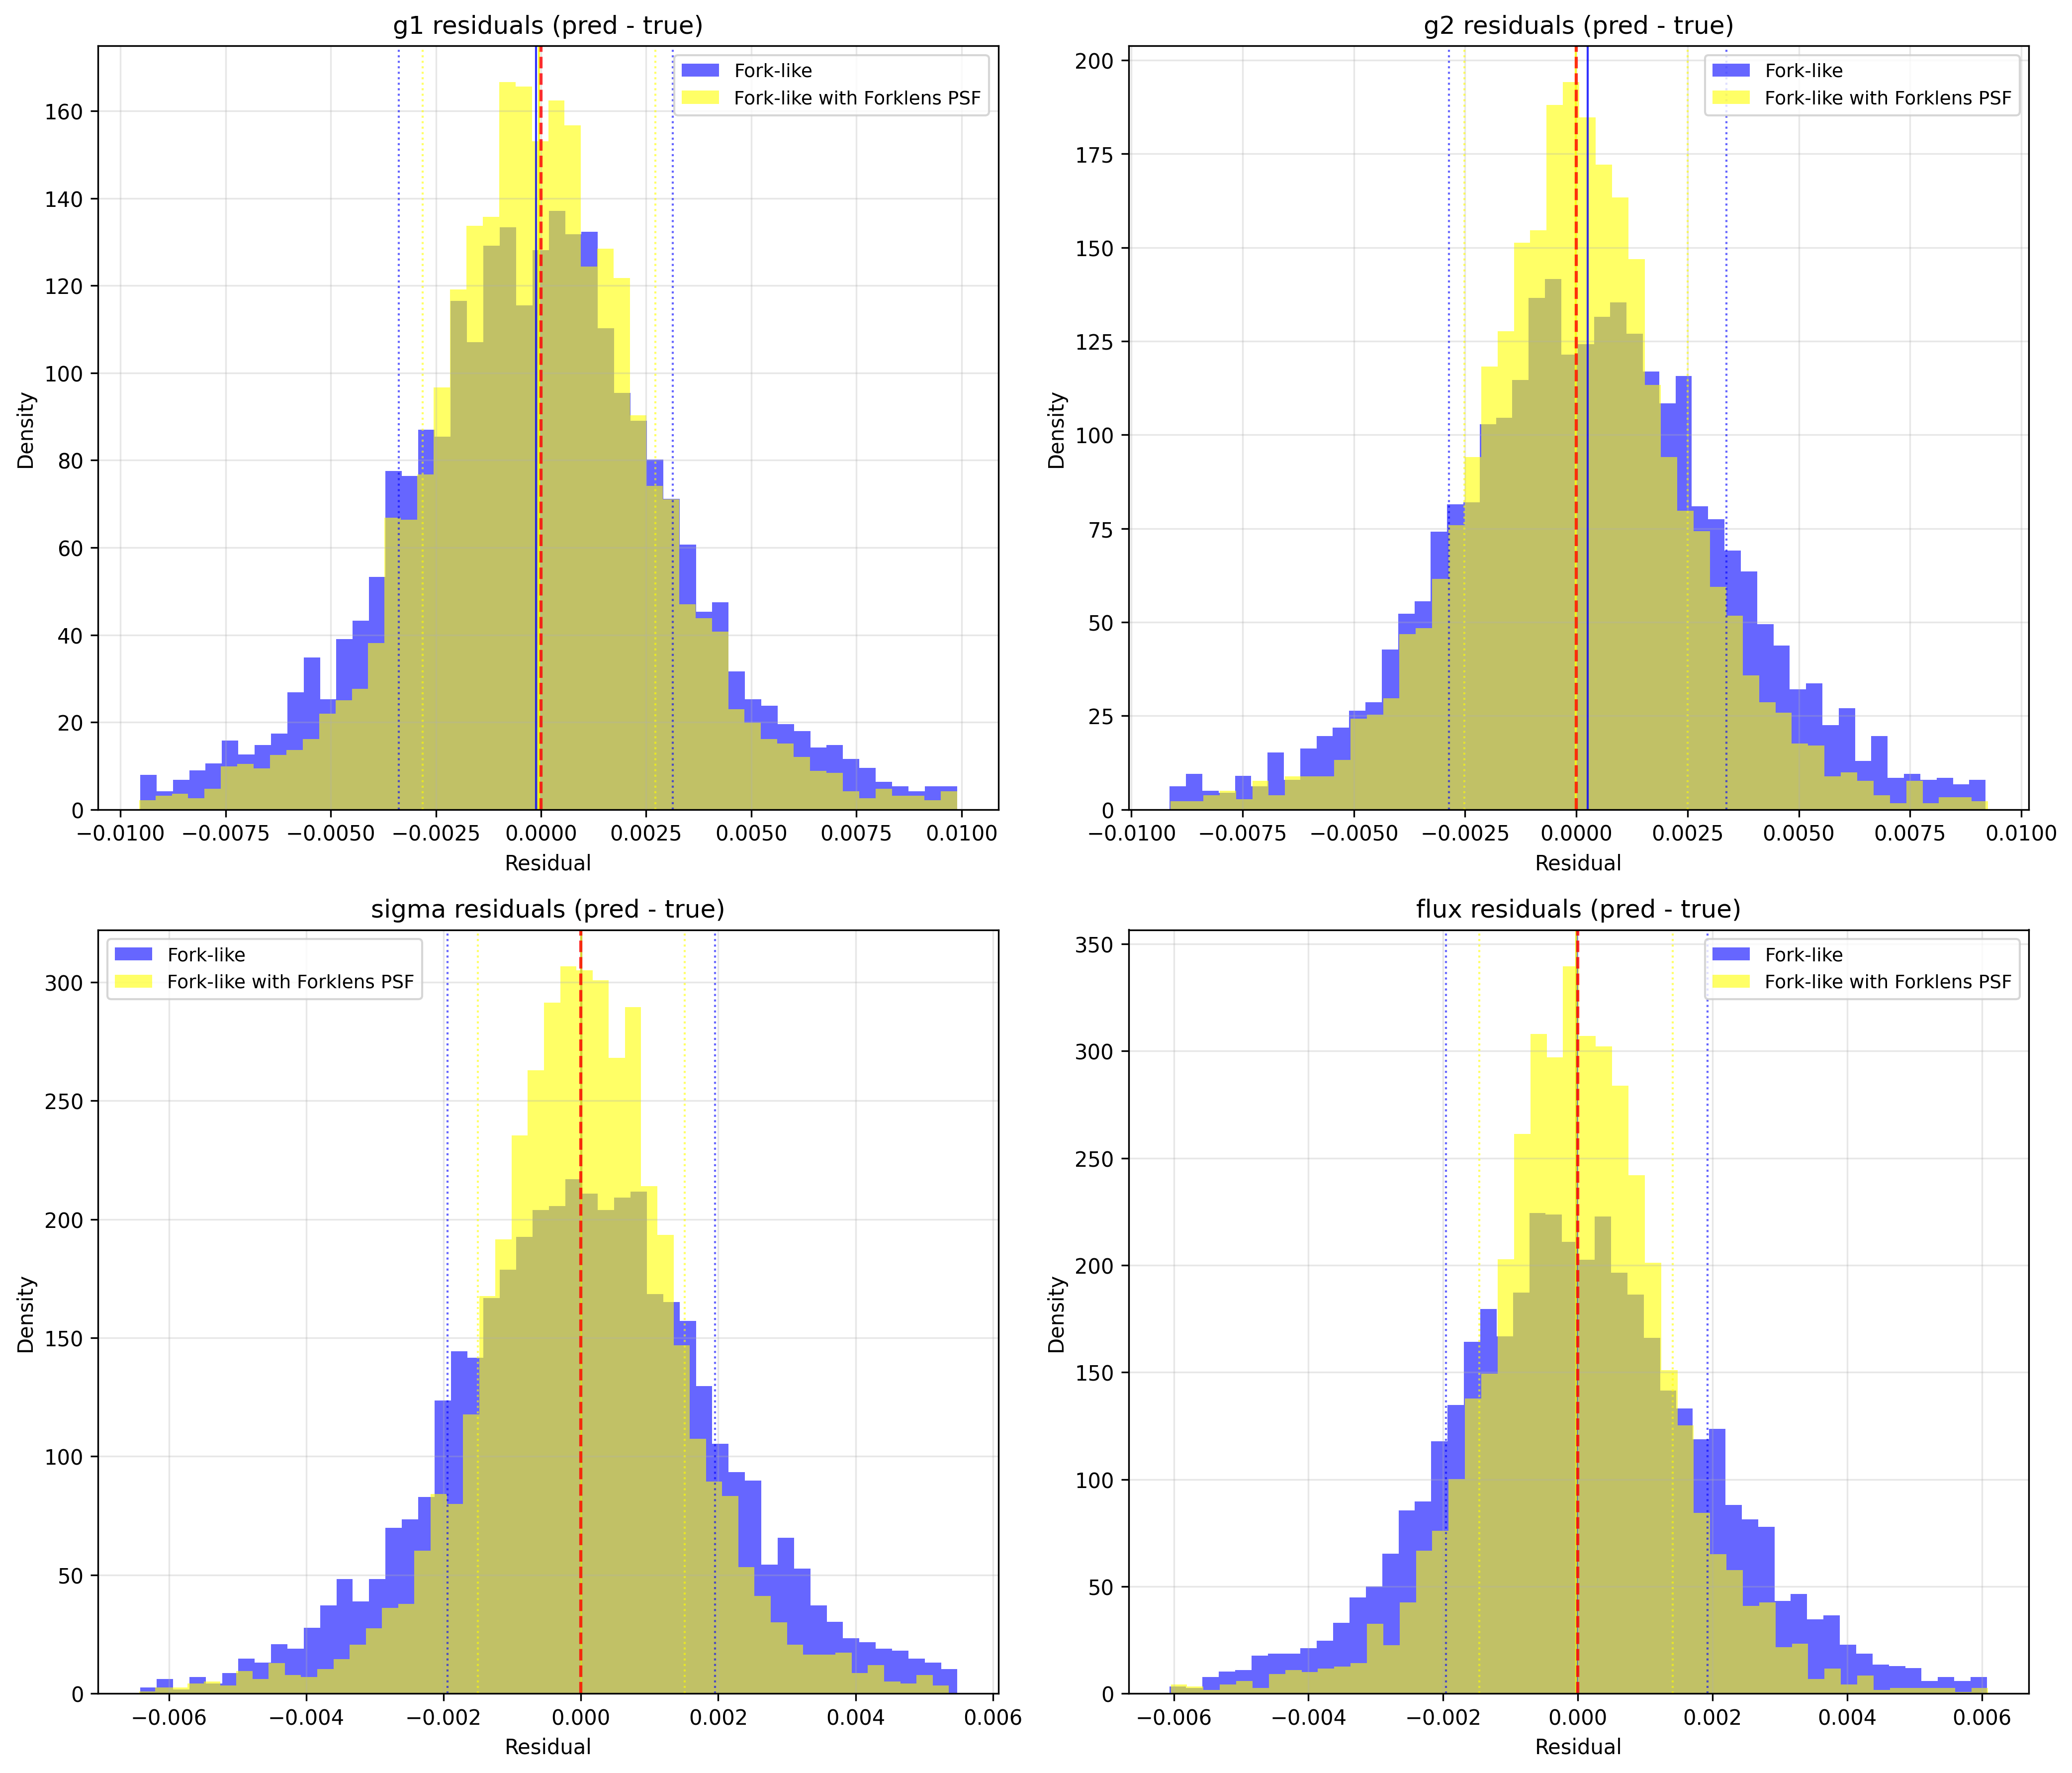 g1 residuals (pred - true)
Fork-like
Fork-like with Forklens PSF
Density
160
140
120
100
80
60
40
20
0
−0.0100 −0.0075 −0.0050 −0.0025 0.0000 0.0025 0.0050 0.0075 0.0100
Residual
g2 residuals (pred - true)
Fork-like
Fork-like with Forklens PSF
Density
200
175
150
125
100
75
50
25
0
−0.0100 −0.0075 −0.0050 −0.0025 0.0000 0.0025 0.0050 0.0075 0.0100
Residual
sigma residuals (pred - true)
Fork-like
Fork-like with Forklens PSF
Density
300
250
200
150
100
50
0
−0.006 −0.004 −0.002 0.000 0.002 0.004 0.006
Residual
flux residuals (pred - true)
Fork-like
Fork-like with Forklens PSF
Density
350
300
250
200
150
100
50
0
−0.006 −0.004 −0.002 0.000 0.002 0.004 0.006
Residual